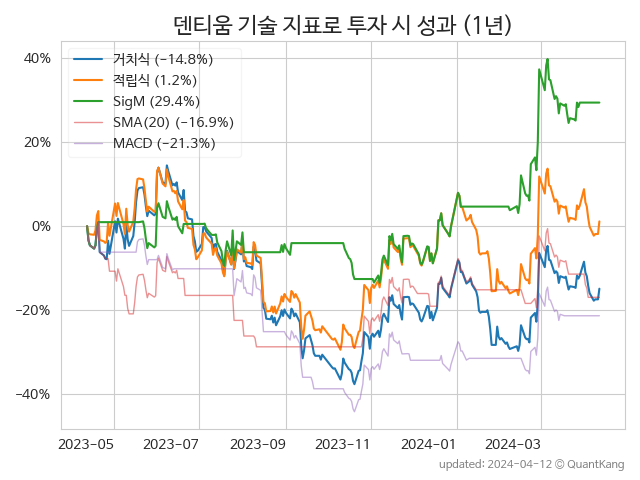 덴티움 기술 지표로 투자 시 성과 (1년)
40%
20%
0%
−20%
−40%
거치식 (−14.8%)
적립식 (1.2%)
SigM (29.4%)
SMA(20) (−16.9%)
MACD (−21.3%)
2023−05
2023−07
2023−09
2023−11
2024−01
2024−03
updated: 2024−04−12 © QuantKang